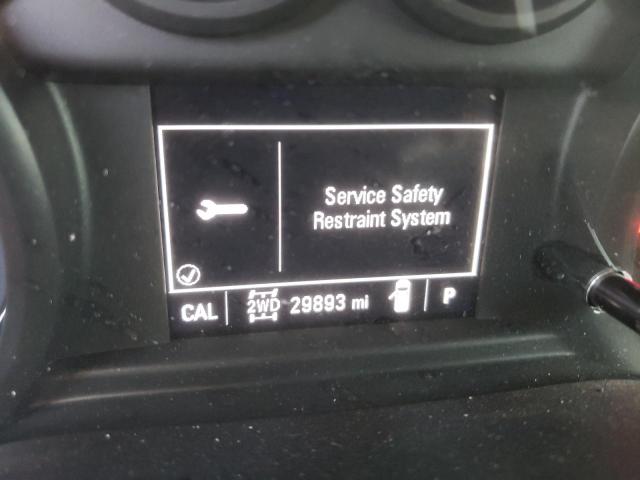 Service Safety
Restraint System
CAL 2WD 29893 mi P